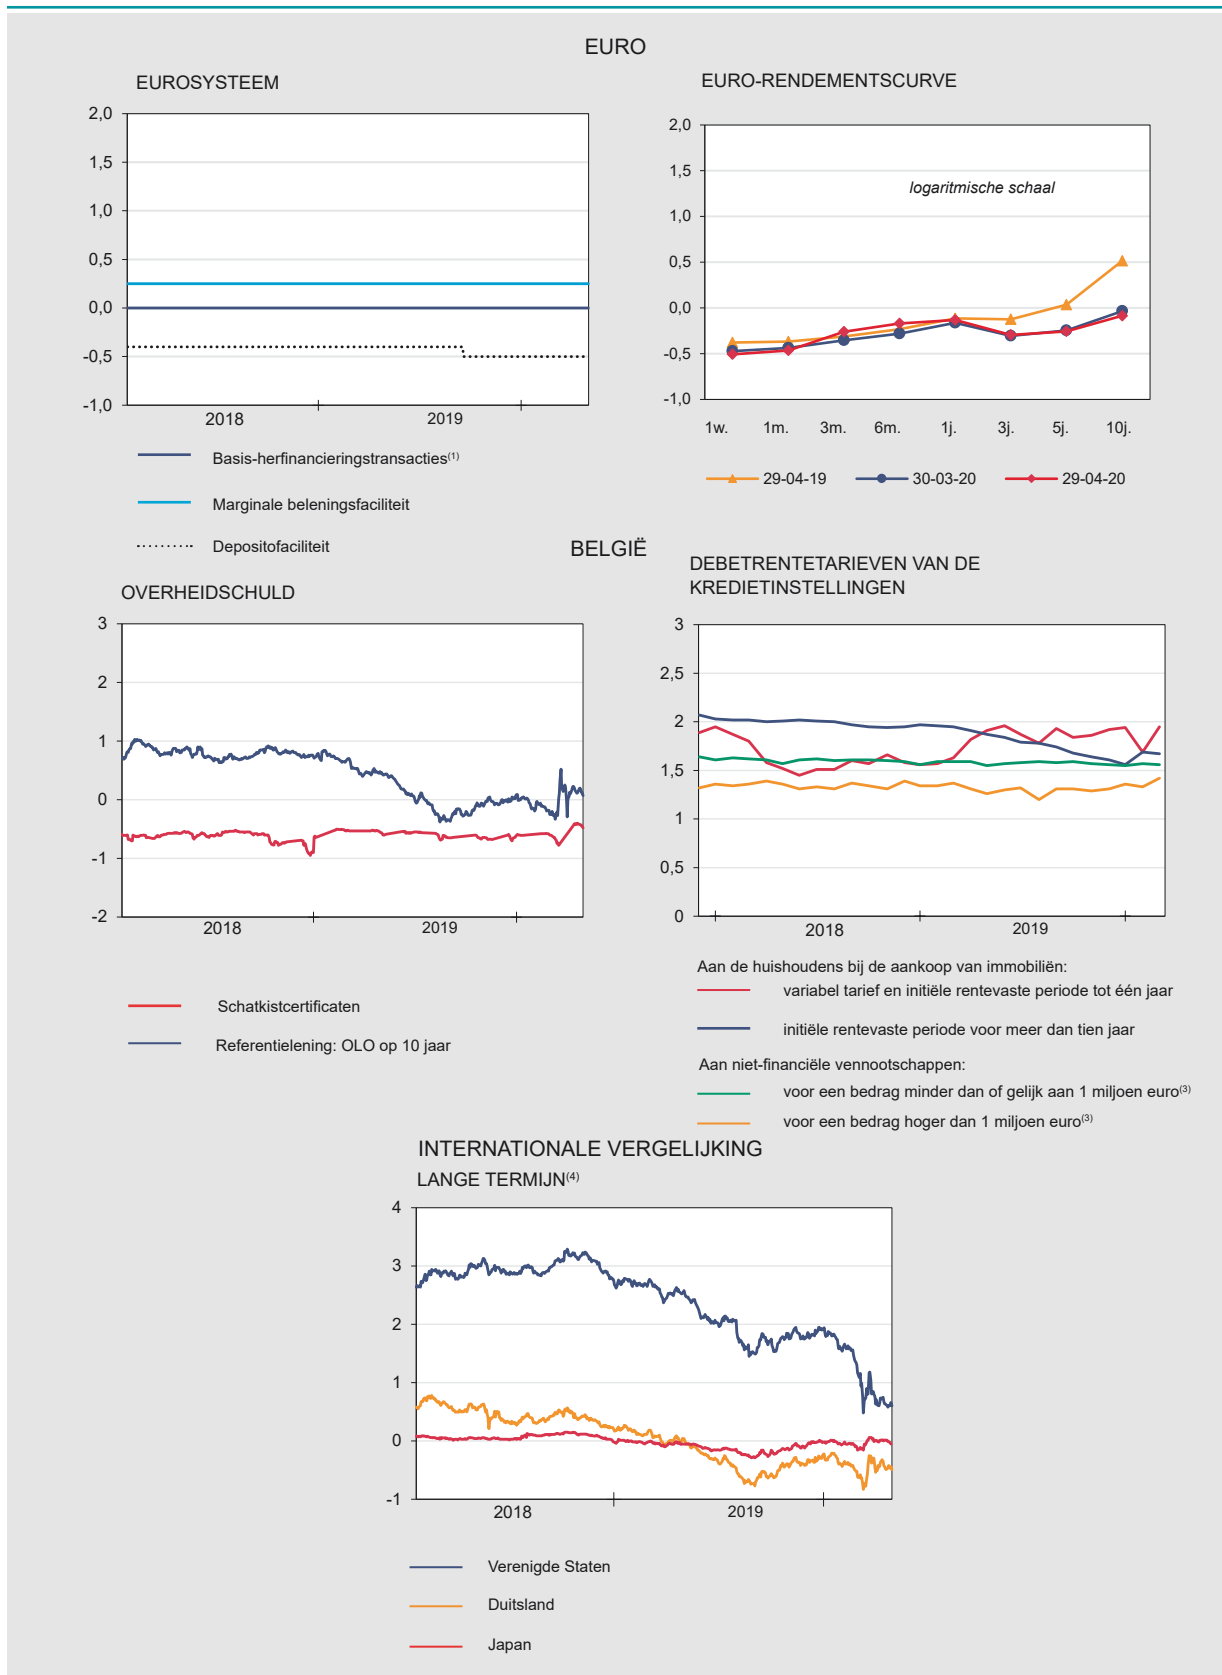 EURO
EUROSYSTEEM
2,0
1,5
1,0
0,5
0,0
-0,5
-1,0
2018
2019
Basis-herfinancieringstransacties(1)
Marginale beleningsfaciliteit
Depositofaciliteit
EURO-RENDEMENTSCURVE
2,0
1,5
1,0
0,5
0,0
-0,5
-1,0
logaritmische schaal
1w. 1m. 3m. 6m. 1j. 3j. 5j. 10j.
29-04-19 30-03-20 29-04-20
BELGIË
OVERHEIDSCHULD
3
2
1
0
-1
-2
2018
2019
Schatkistcertificaten
Referentielening: OLO op 10 jaar
DEBETRENTETARIEVEN VAN DE
KREDIETINSTELLINGEN
3
2,5
2
1,5
1
0,5
0
2018
2019
Aan de huishoudens bij de aankoop van immobiliën:
variabel tarief en initiële rentevaste periode tot één jaar
initiële rentevaste periode voor meer dan tien jaar
Aan niet-financiële vennootschappen:
voor een bedrag minder dan of gelijk aan 1 miljoen euro(3)
voor een bedrag hoger dan 1 miljoen euro(3)
INTERNATIONALE VERGELIJKING
LANGE TERMIJN(4)
4
3
2
1
0
-1
2018
2019
Verenigde Staten
Duitsland
Japan